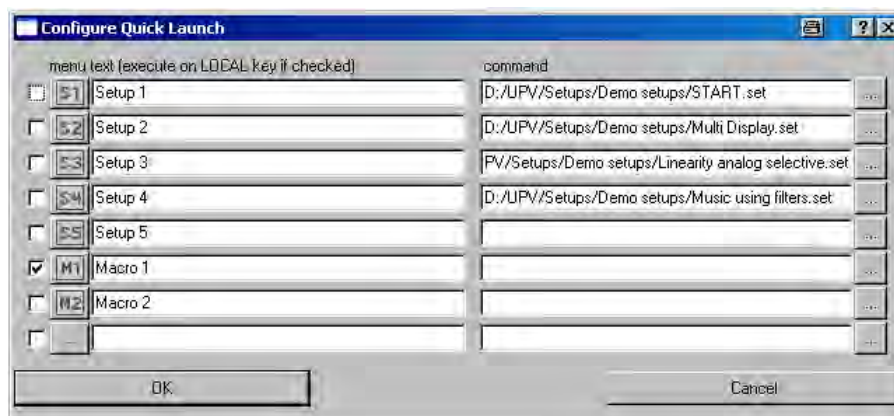 Configure Quick Launch ?
menu text (execute on LOCAL key if checked) command
S1 Setup 1 D:/UPV/Setups/Demo setups/START.set ...
S2 Setup 2 D:/UPV/Setups/Demo setups/Multi Display.set ...
S3 Setup 3 PV/Setups/Demo setups/Linearity analog selective.set ...
S4 Setup 4 D:/UPV/Setups/Demo setups/Music using filters.set ...
S5 Setup 5 ...
M1 Macro 1 ...
M2 Macro 2 ...
... ...
OK Cancel